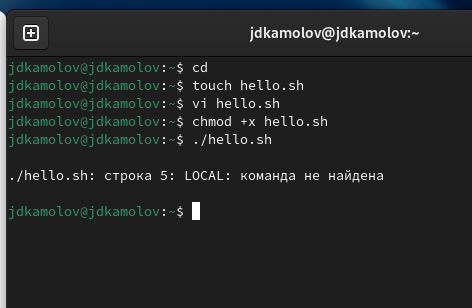 jdkamolov@jdkamolov:~
jdkamolov@jdkamolov:~$ cd
jdkamolov@jdkamolov:~$ touch hello.sh
jdkamolov@jdkamolov:~$ vi hello.sh
jdkamolov@jdkamolov:~$ chmod +x hello.sh
jdkamolov@jdkamolov:~$ ./hello.sh
./hello.sh: строка 5: LOCAL: команда не найдена
jdkamolov@jdkamolov:~$